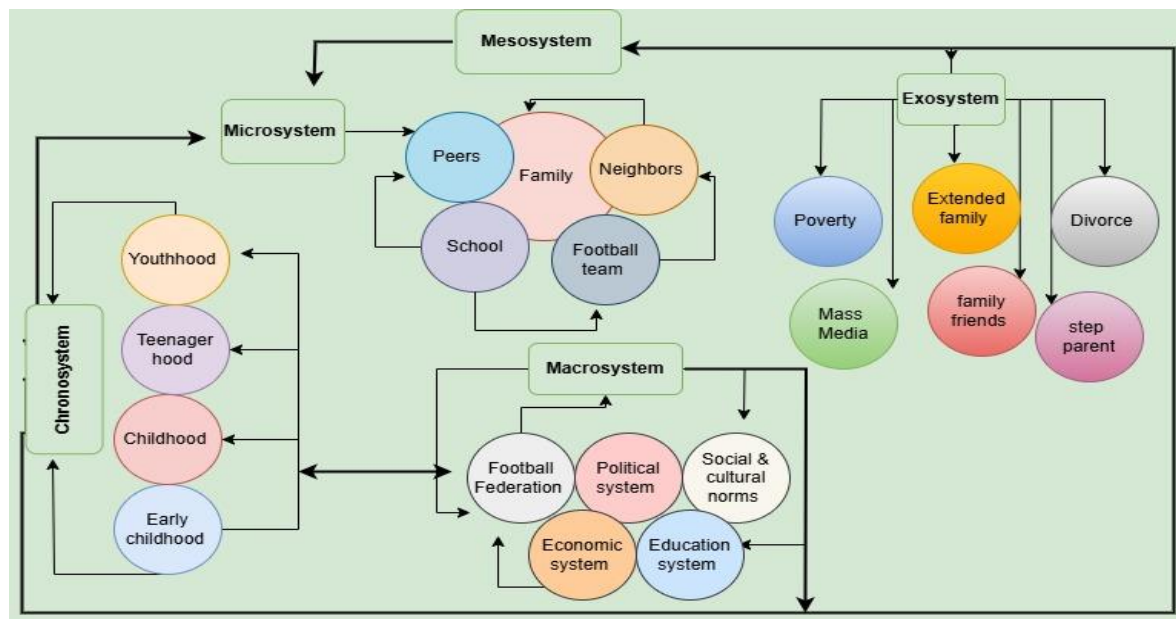 Mesosystem
Exosystem
Microsystem
Peers
Family
Neighbors
School
Football
team
Poverty
Extended
family
Divorce
Mass
Media
family
friends
step
parent
Chronosystem
Youthhood
Teenager
hood
Childhood
Early
childhood
Macrosystem
Football
Federation
Political
system
Social &
cultural
norms
Economic
system
Education
system